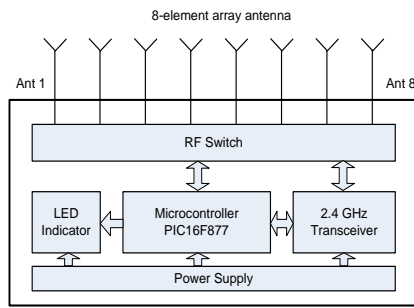 8-element array antenna
Ant 1
Ant 8
RF Switch
LED
Indicator
Microcontroller
PIC16F877
2.4 GHz
Transceiver
Power Supply